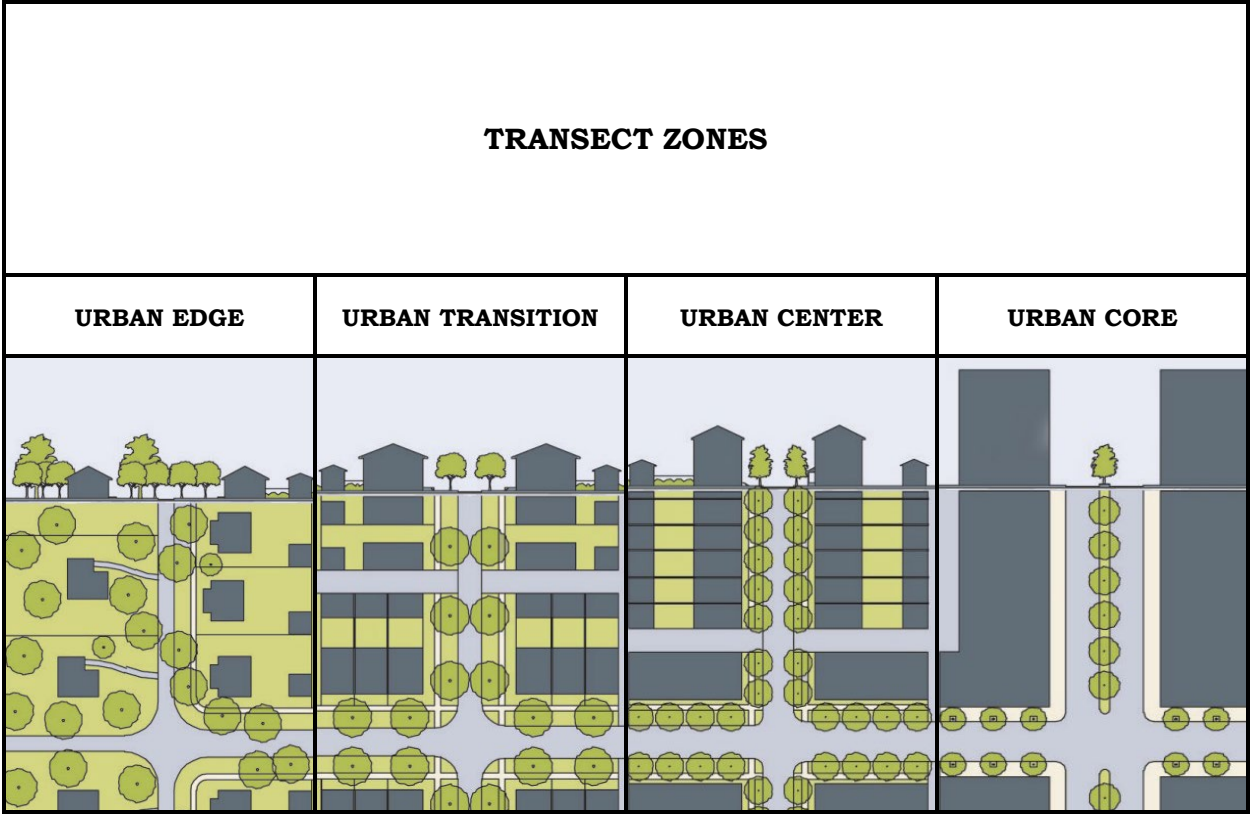 TRANSECT ZONES
URBAN EDGE
URBAN TRANSITION
URBAN CENTER
URBAN CORE